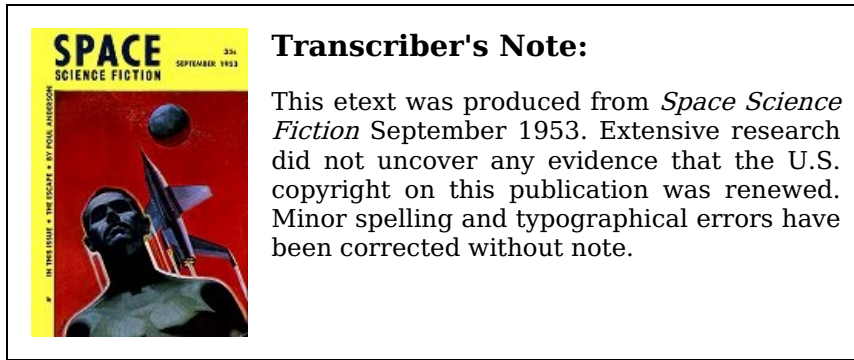 SPACE
SCIENCE FICTION
35c
SEPTEMBER 1953
IN THIS ISSUE • THE ESCAPE • BY POUL ANDERSON
Transcriber's Note:
This etext was produced from Space Science
Fiction September 1953. Extensive research
did not uncover any evidence that the U.S.
copyright on this publication was renewed.
Minor spelling and typographical errors have
been corrected without note.